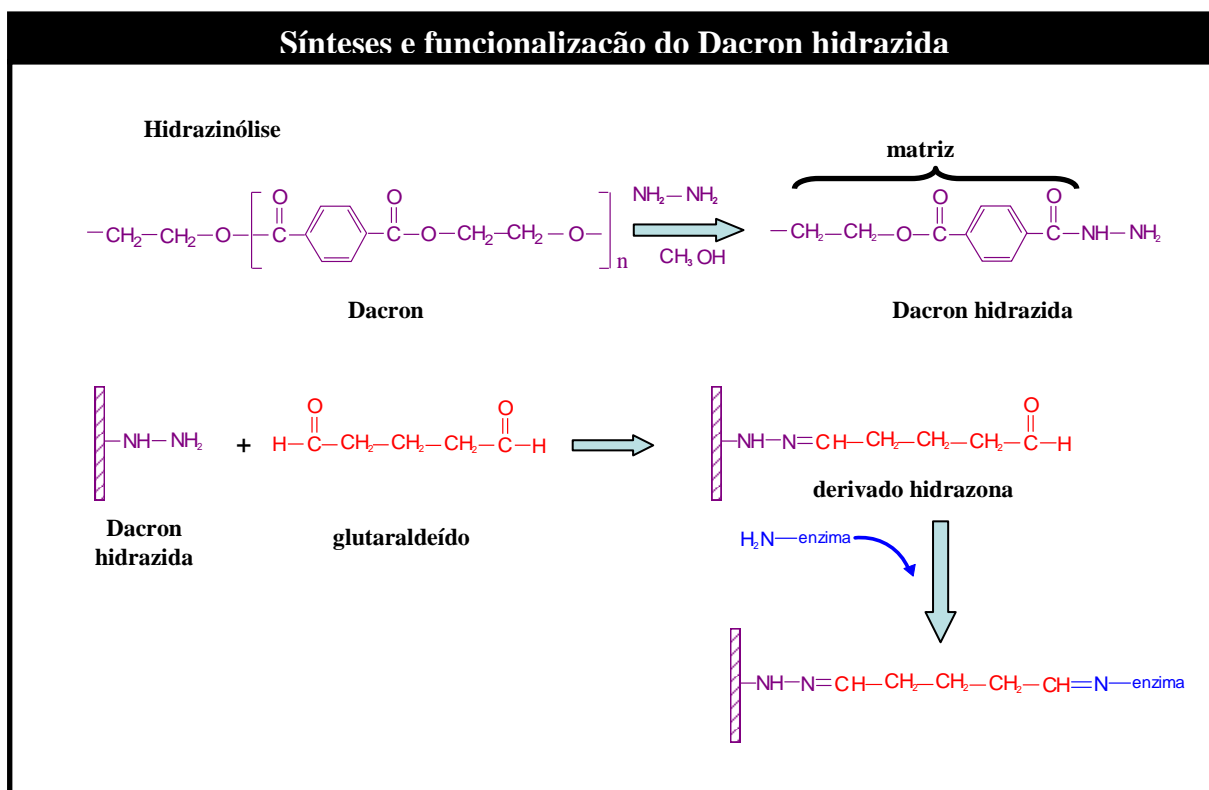 Sínteses e funcionalização do Dacron hidrazida
Hidrazinólise
matriz
O O NH₂—NH₂ O O
—CH₂—CH₂—O—[—C—C—O—CH₂—CH₂—O—]n CH₃OH —CH₂—CH₂—O—C—C—NH—NH₂
Dacron Dacron hidrazida
O O O
—NH—NH₂ + H—C—CH₂—CH₂—CH₂—C—H —NH—N=CH—CH₂—CH₂—CH₂—C—H
derivado hidrazona
Dacron
hidrazida
glutaraldeído
H₂N—enzima
—NH—N=CH—CH₂—CH₂—CH₂—CH=N—enzima